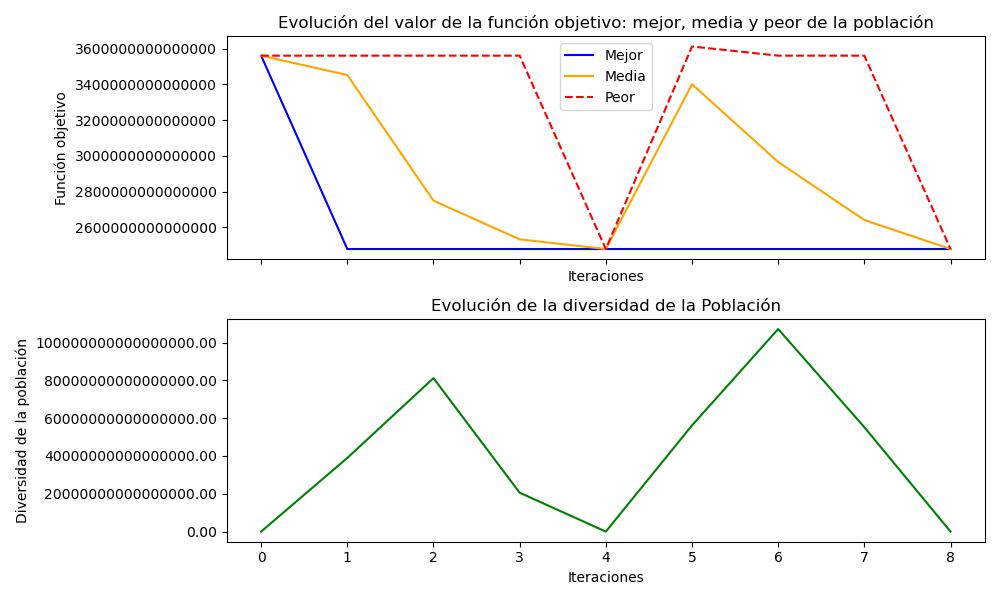 Evolución del valor de la función objetivo: mejor, media y peor de la población
Función objetivo
3600000000000000
3400000000000000
3200000000000000
3000000000000000
2800000000000000
2600000000000000
Mejor
Media
Peor
Iteraciones
Evolución de la diversidad de la Población
Diversidad de la población
100000000000000000.00
80000000000000000.00
60000000000000000.00
40000000000000000.00
20000000000000000.00
0.00
0 1 2 3 4 5 6 7 8
Iteraciones